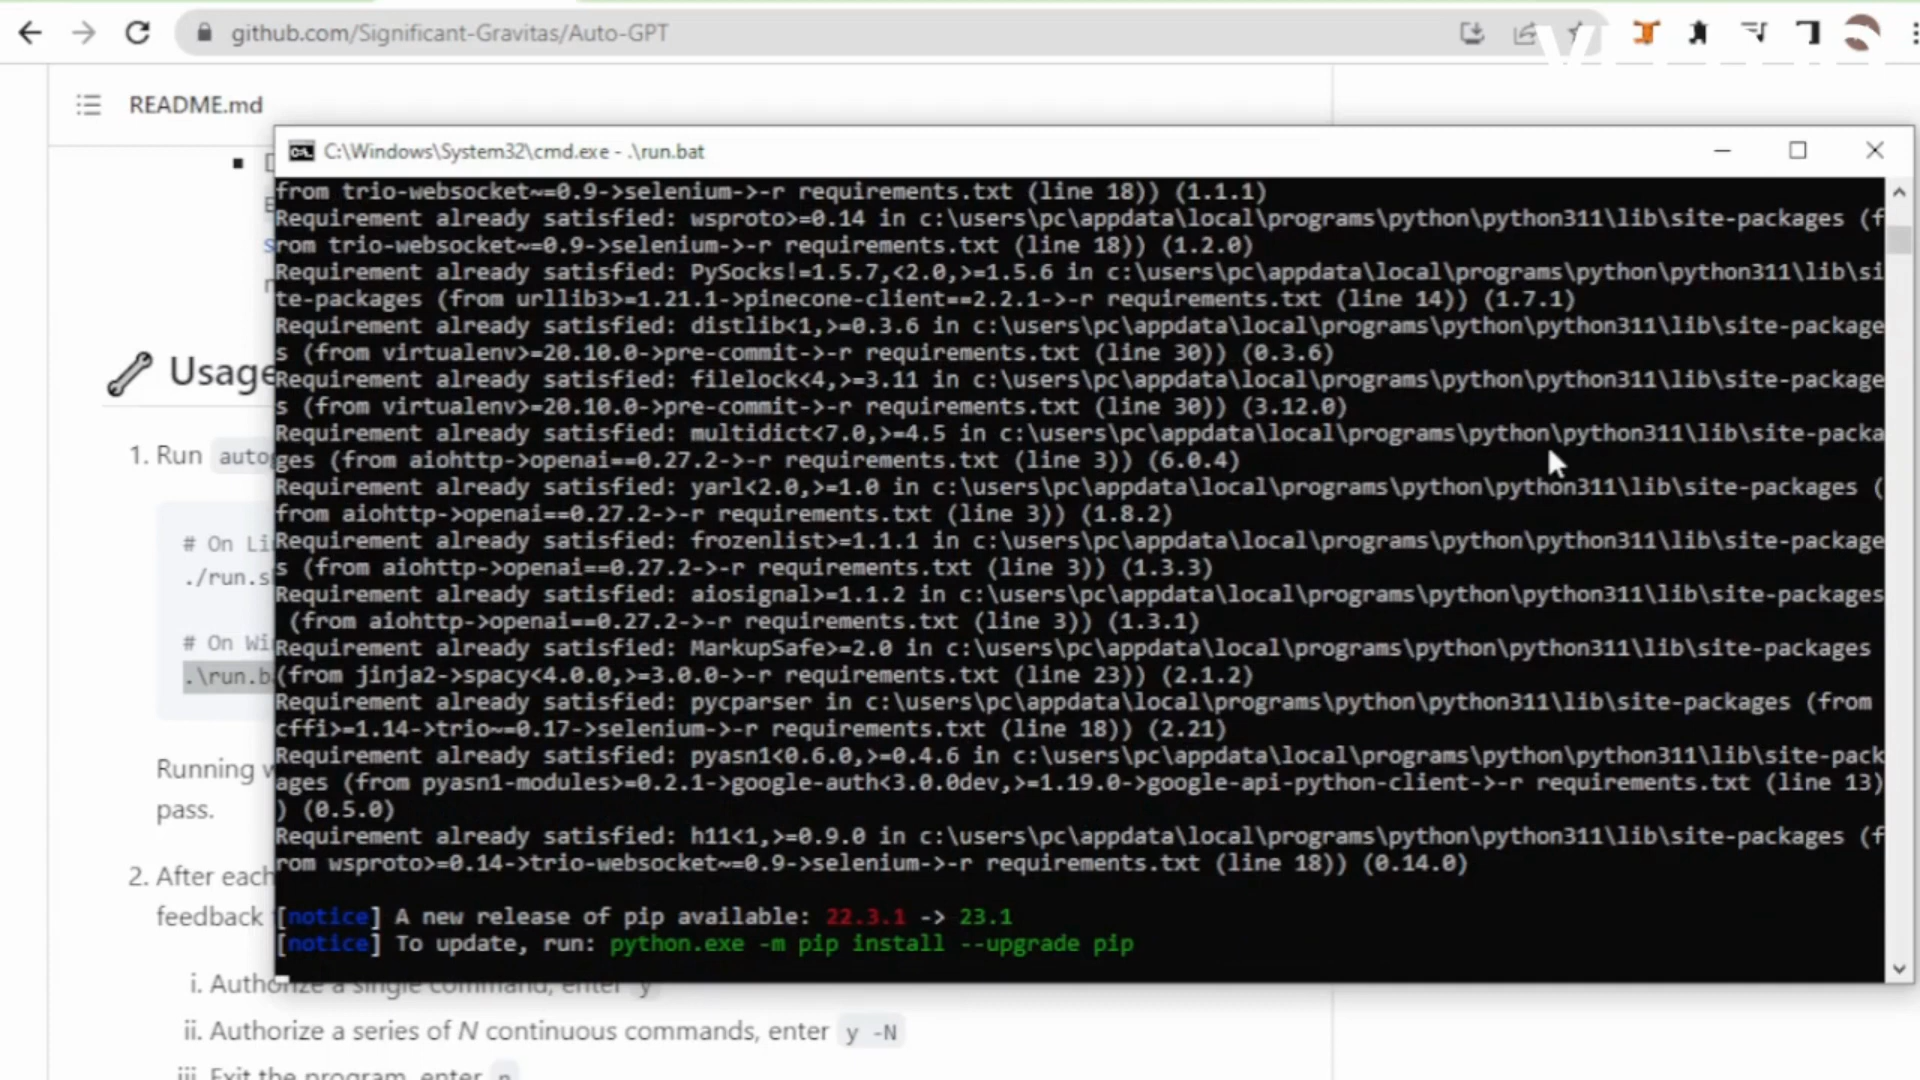 github.com/Significant-Gravitas/Auto-GPT
README.md
C:\Windows\System32\cmd.exe - .\run.bat
from trio-websocket~=0.9->selenium->-r requirements.txt (line 18)) (1.1.1)
Requirement already satisfied: wsproto>=0.14 in c:\users\pc\appdata\local\programs\python\python311\lib\site-packages (f
rom trio-websocket~=0.9->selenium->-r requirements.txt (line 18)) (1.2.0)
Requirement already satisfied: PySocks!=1.5.7,<2.0,>=1.5.6 in c:\users\pc\appdata\local\programs\python\python311\lib\si
te-packages (from urllib3>=1.21.1->pinecone-client==2.2.1->-r requirements.txt (line 14)) (1.7.1)
Requirement already satisfied: distlib<1,>=0.3.6 in c:\users\pc\appdata\local\programs\python\python311\lib\site-package
s (from virtualenv>=20.10.0->pre-commit->-r requirements.txt (line 30)) (0.3.6)
Requirement already satisfied: filelock<4,>=3.11 in c:\users\pc\appdata\local\programs\python\python311\lib\site-package
s (from virtualenv>=20.10.0->pre-commit->-r requirements.txt (line 30)) (3.12.0)
Requirement already satisfied: multidict<7.0,>=4.5 in c:\users\pc\appdata\local\programs\python\python311\lib\site-packa
ges (from aiohttp->openai==0.27.2->-r requirements.txt (line 3)) (6.0.4)
Requirement already satisfied: yarl<2.0,>=1.0 in c:\users\pc\appdata\local\programs\python\python311\lib\site-packages (
from aiohttp->openai==0.27.2->-r requirements.txt (line 3)) (1.8.2)
Requirement already satisfied: frozenlist>=1.1.1 in c:\users\pc\appdata\local\programs\python\python311\lib\site-package
s (from aiohttp->openai==0.27.2->-r requirements.txt (line 3)) (1.3.3)
Requirement already satisfied: aiosignal>=1.1.2 in c:\users\pc\appdata\local\programs\python\python311\lib\site-packages
(from aiohttp->openai==0.27.2->-r requirements.txt (line 3)) (1.3.1)
Requirement already satisfied: MarkupSafe>=2.0 in c:\users\pc\appdata\local\programs\python\python311\lib\site-packages
(from jinja2->spacy<4.0.0,>=3.0.0->-r requirements.txt (line 23)) (2.1.2)
Requirement already satisfied: pycparser in c:\users\pc\appdata\local\programs\python\python311\lib\site-packages (from
cffi>=1.14->trio~=0.17->selenium->-r requirements.txt (line 18)) (2.21)
Requirement already satisfied: pyasn1<0.6.0,>=0.4.6 in c:\users\pc\appdata\local\programs\python\python311\lib\site-pack
ages (from pyasn1-modules>=0.2.1->google-auth<3.0.0dev,>=1.19.0->google-api-python-client->-r requirements.txt (line 13)
) (0.5.0)
Requirement already satisfied: h11<1,>=0.9.0 in c:\users\pc\appdata\local\programs\python\python311\lib\site-packages (f
rom wsproto>=0.14->trio-websocket~=0.9->selenium->-r requirements.txt (line 18)) (0.14.0)
[notice] A new release of pip available: 22.3.1 -> 23.1
[notice] To update, run: python.exe -m pip install --upgrade pip
Usage
1. Run autog
# On Li
./run.s
# On Wi
.\run.ba
Running w
pass.
2. After each
feedback
i. Authorize a single command, enter y
ii. Authorize a series of N continuous commands, enter y -N
iii. Exit the program, enter n